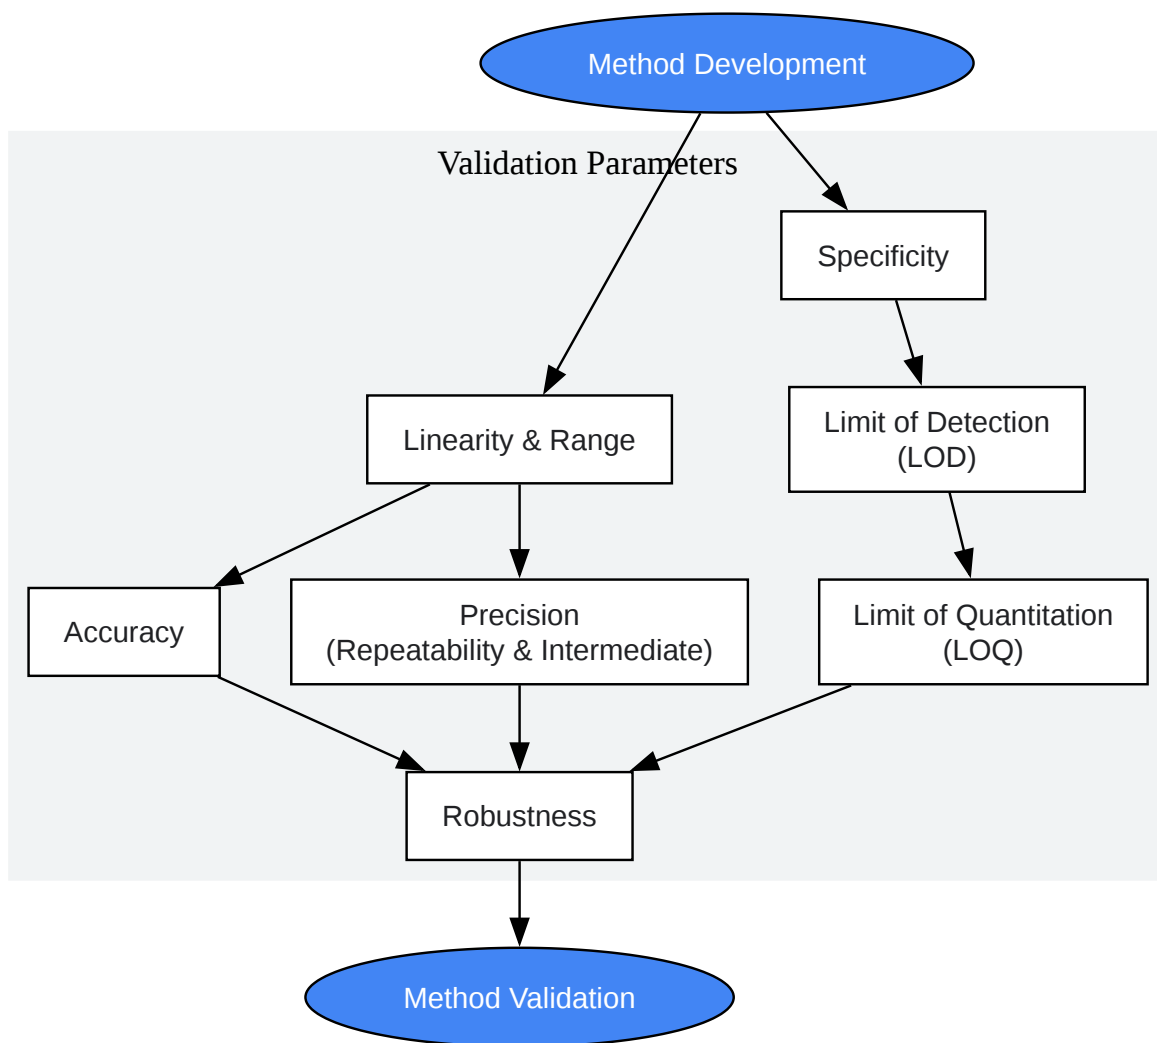 Method Development
Validation Parameters
Specificity
Linearity & Range
Limit of Detection
(LOD)
Accuracy
Precision
(Repeatability & Intermediate)
Limit of Quantitation
(LOQ)
Robustness
Method Validation